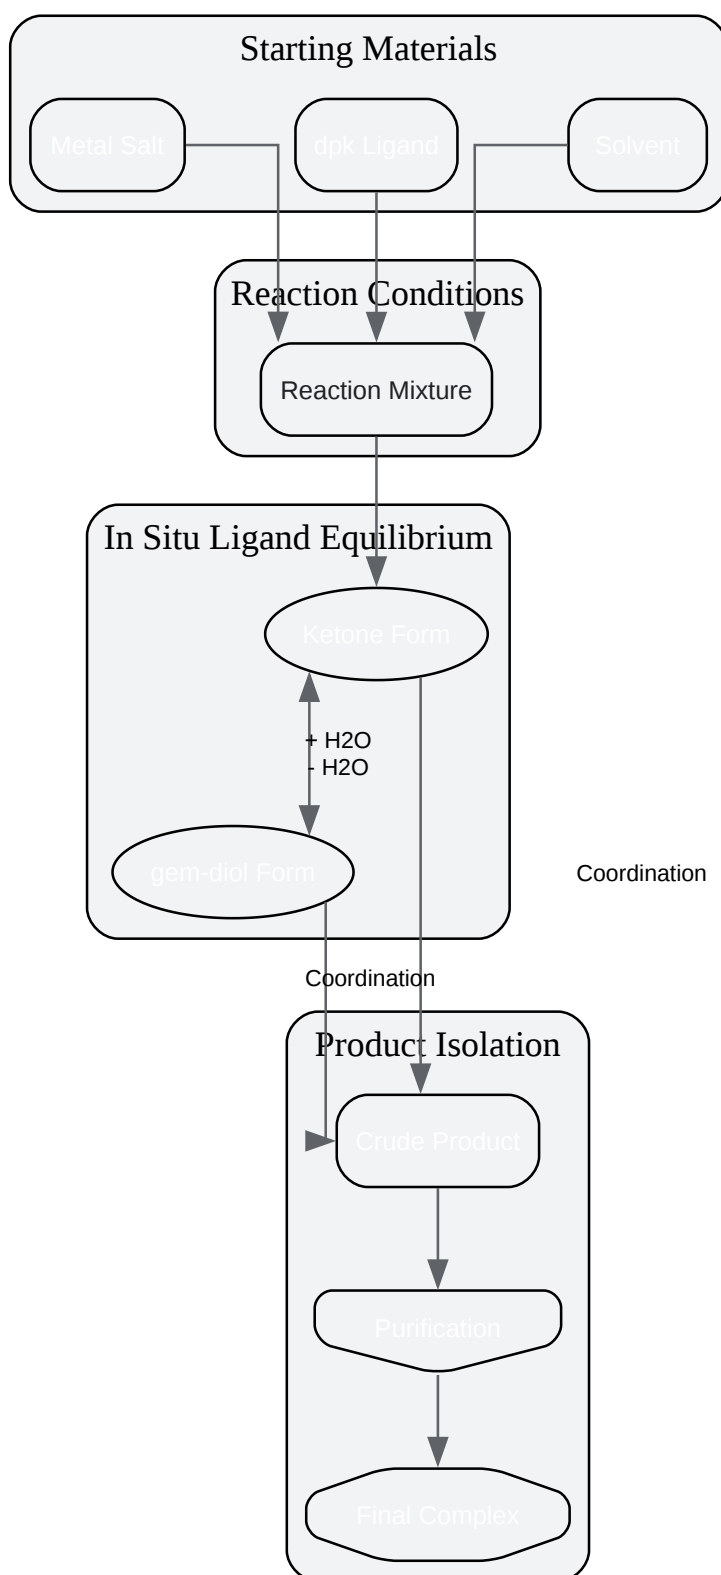 Starting Materials
Metal Salt
dpk Ligand
Solvent
Reaction Conditions
Reaction Mixture
In Situ Ligand Equilibrium
Ketone Form
+ H2O
- H2O
gem-diol Form
Coordination
Coordination
Product Isolation
Crude Product
Purification
Final Complex